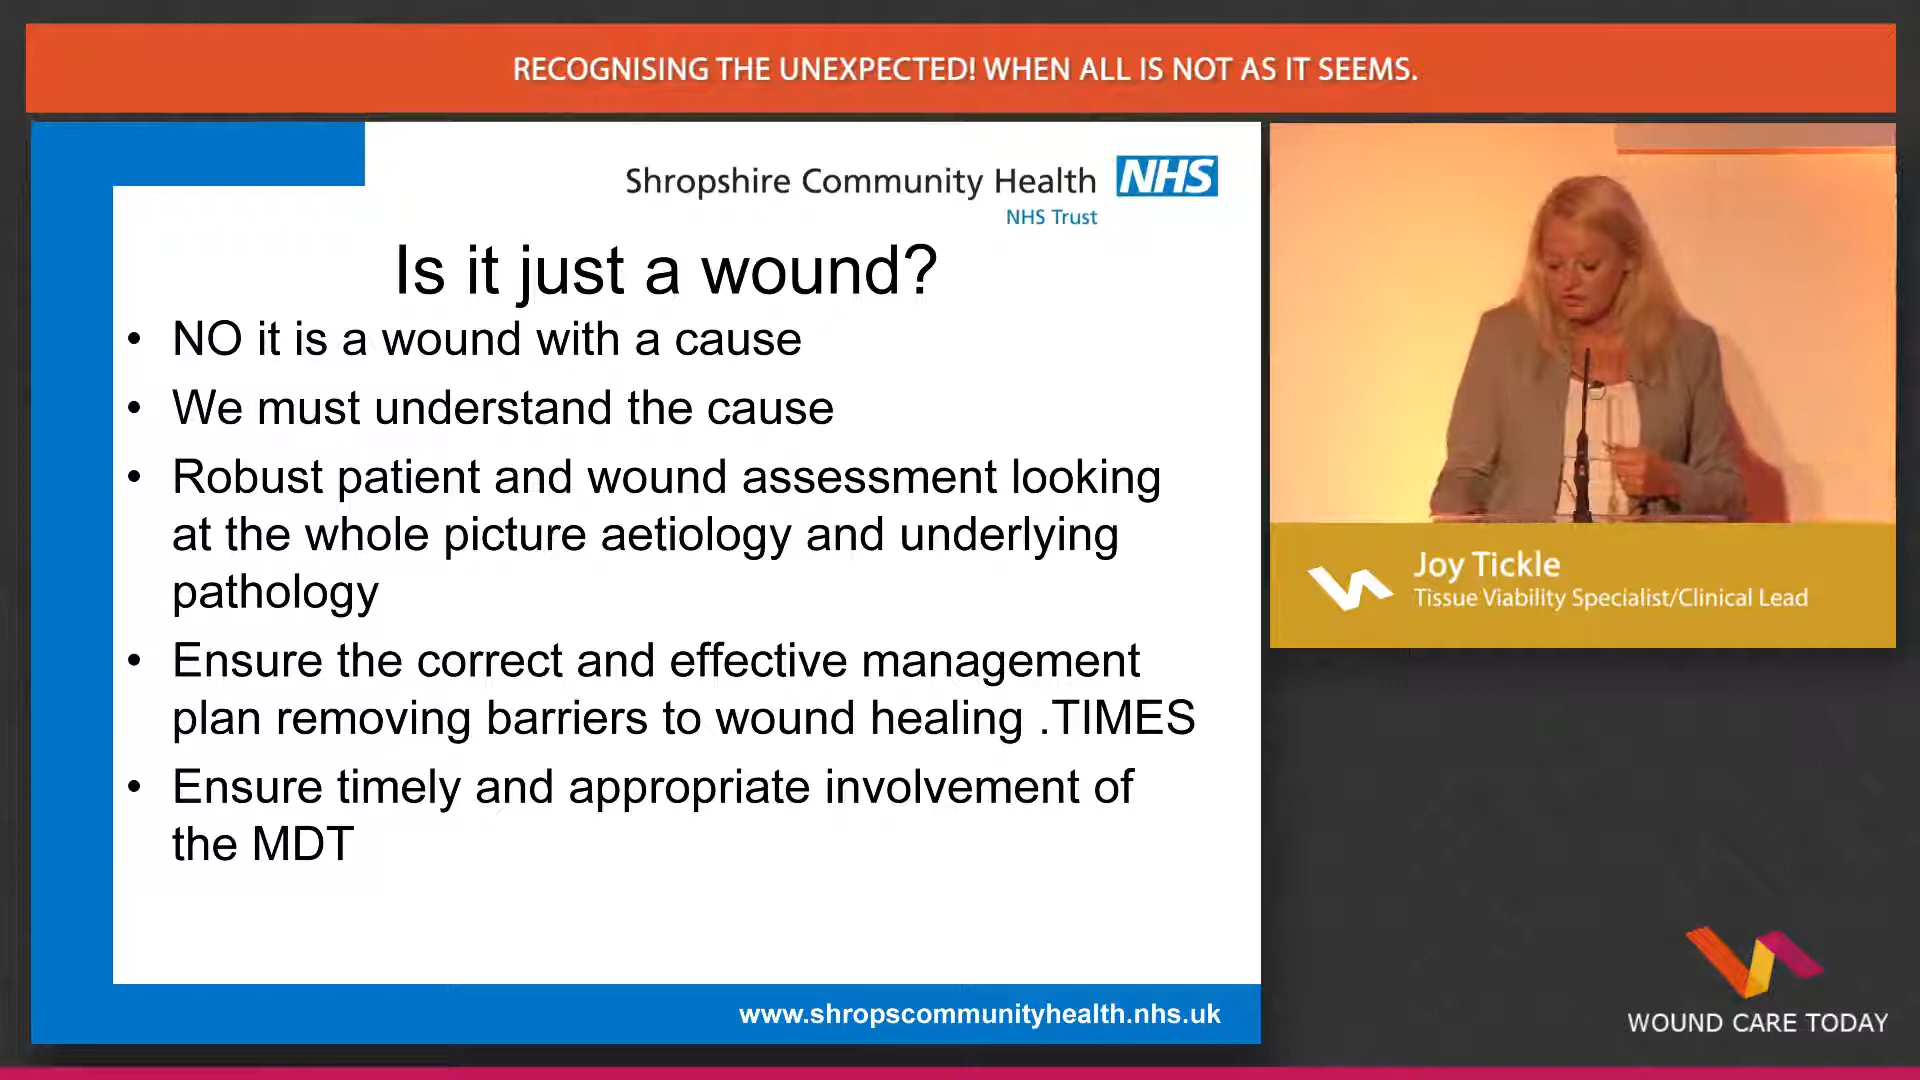 RECOGNISING THE UNEXPECTED! WHEN ALL IS NOT AS IT SEEMS.
Shropshire Community Health NHS
NHS Trust
Is it just a wound?
• NO it is a wound with a cause
• We must understand the cause
• Robust patient and wound assessment looking
at the whole picture aetiology and underlying
pathology
• Ensure the correct and effective management
plan removing barriers to wound healing .TIMES
• Ensure timely and appropriate involvement of
the MDT
www.shropscommunityhealth.nhs.uk
Joy Tickle
Tissue Viability Specialist/Clinical Lead
WOUND CARE TODAY